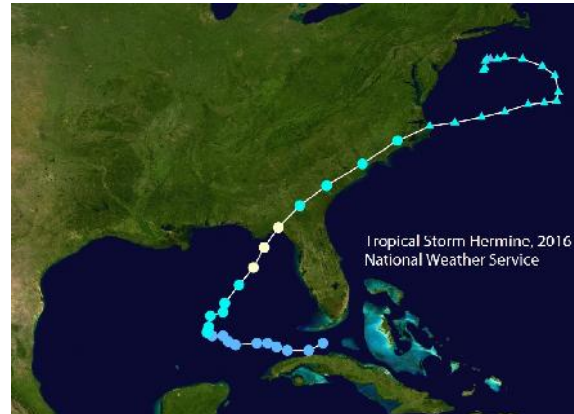 Tropical Storm Hermine, 2016
National Weather Service